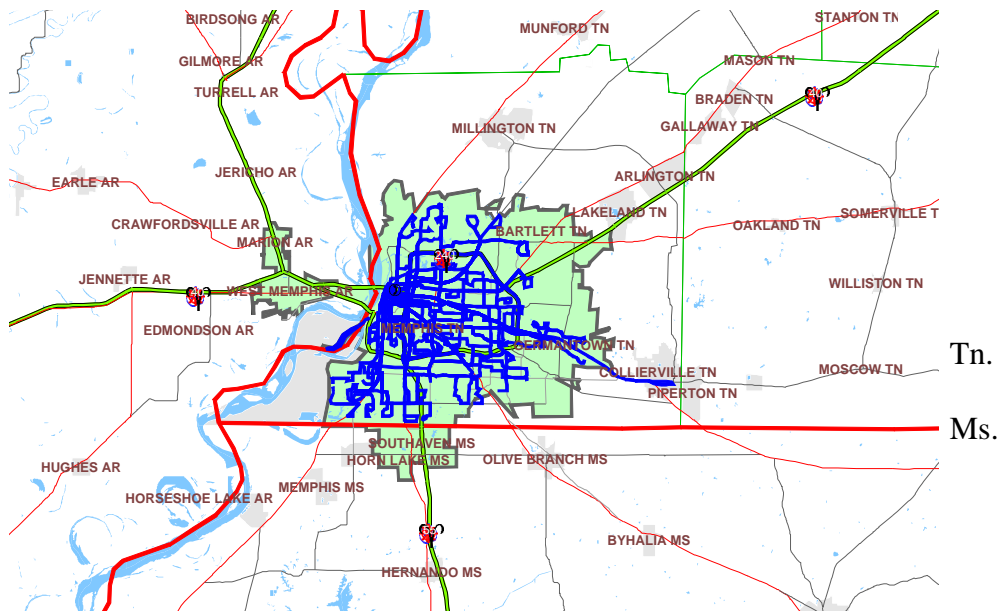 BIRDSONG AR
STANTON TN
MUNFORD TN
GILMORE AR
MASON TN
TURRELL AR
40
BRADEN TN
MILLINGTON TN
GALLAWAY TN
JERICHO AR
ARLINGTON TN
EARLE AR
LAKELAND TN
SOMERVILLE T
CRAWFORDSVILLE AR
OAKLAND TN
BARTLETT TN
MARION AR
240
JENNETTE AR
WILLISTON TN
40
WEST MEMPHIS AR
EDMONDSON AR
MEMPHIS TN
GERMANTOWN TN
Tn.
COLLIERVILLE TN
MOSCOW TN
PIPERTON TN
Ms.
SOUTHAVEN MS
HORN LAKE MS
OLIVE BRANCH MS
HUGHES AR
MEMPHIS MS
HORSESHOE LAKE AR
55
BYHALIA MS
HERNANDO MS